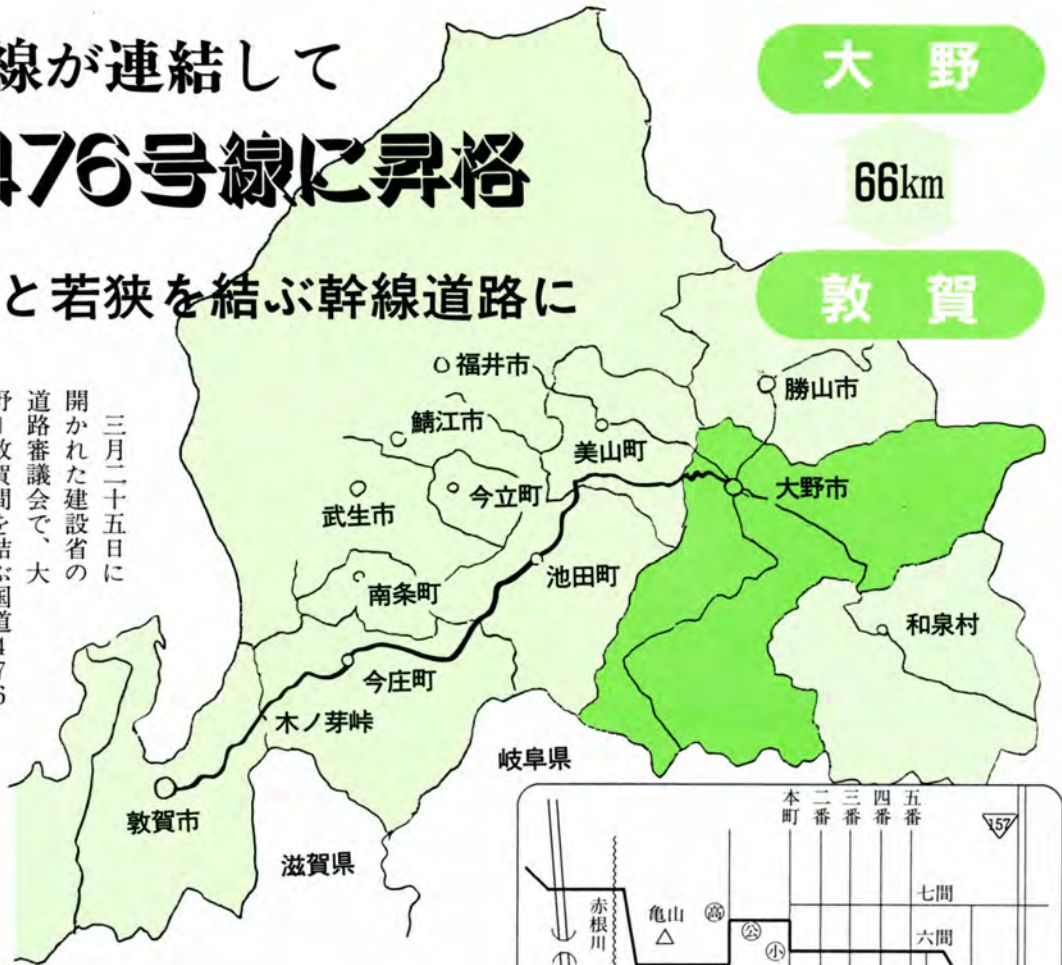 線が連結して
476号線に昇格
と若狭を結ぶ幹線道路に
大野
66km
敦賀
三月二十五日に
開かれた建設省の
道路審議会で、大
野―敦賀間を結ぶ国道476
福井市
勝山市
鯖江市
美山町
今立町
大野市
武生市
池田町
南条町
和泉村
今庄町
木ノ芽峠
岐阜県
敦賀市
滋賀県
本町
二番
三番
四番
五番
157
七間
赤根川
亀山
高
公
小
六間